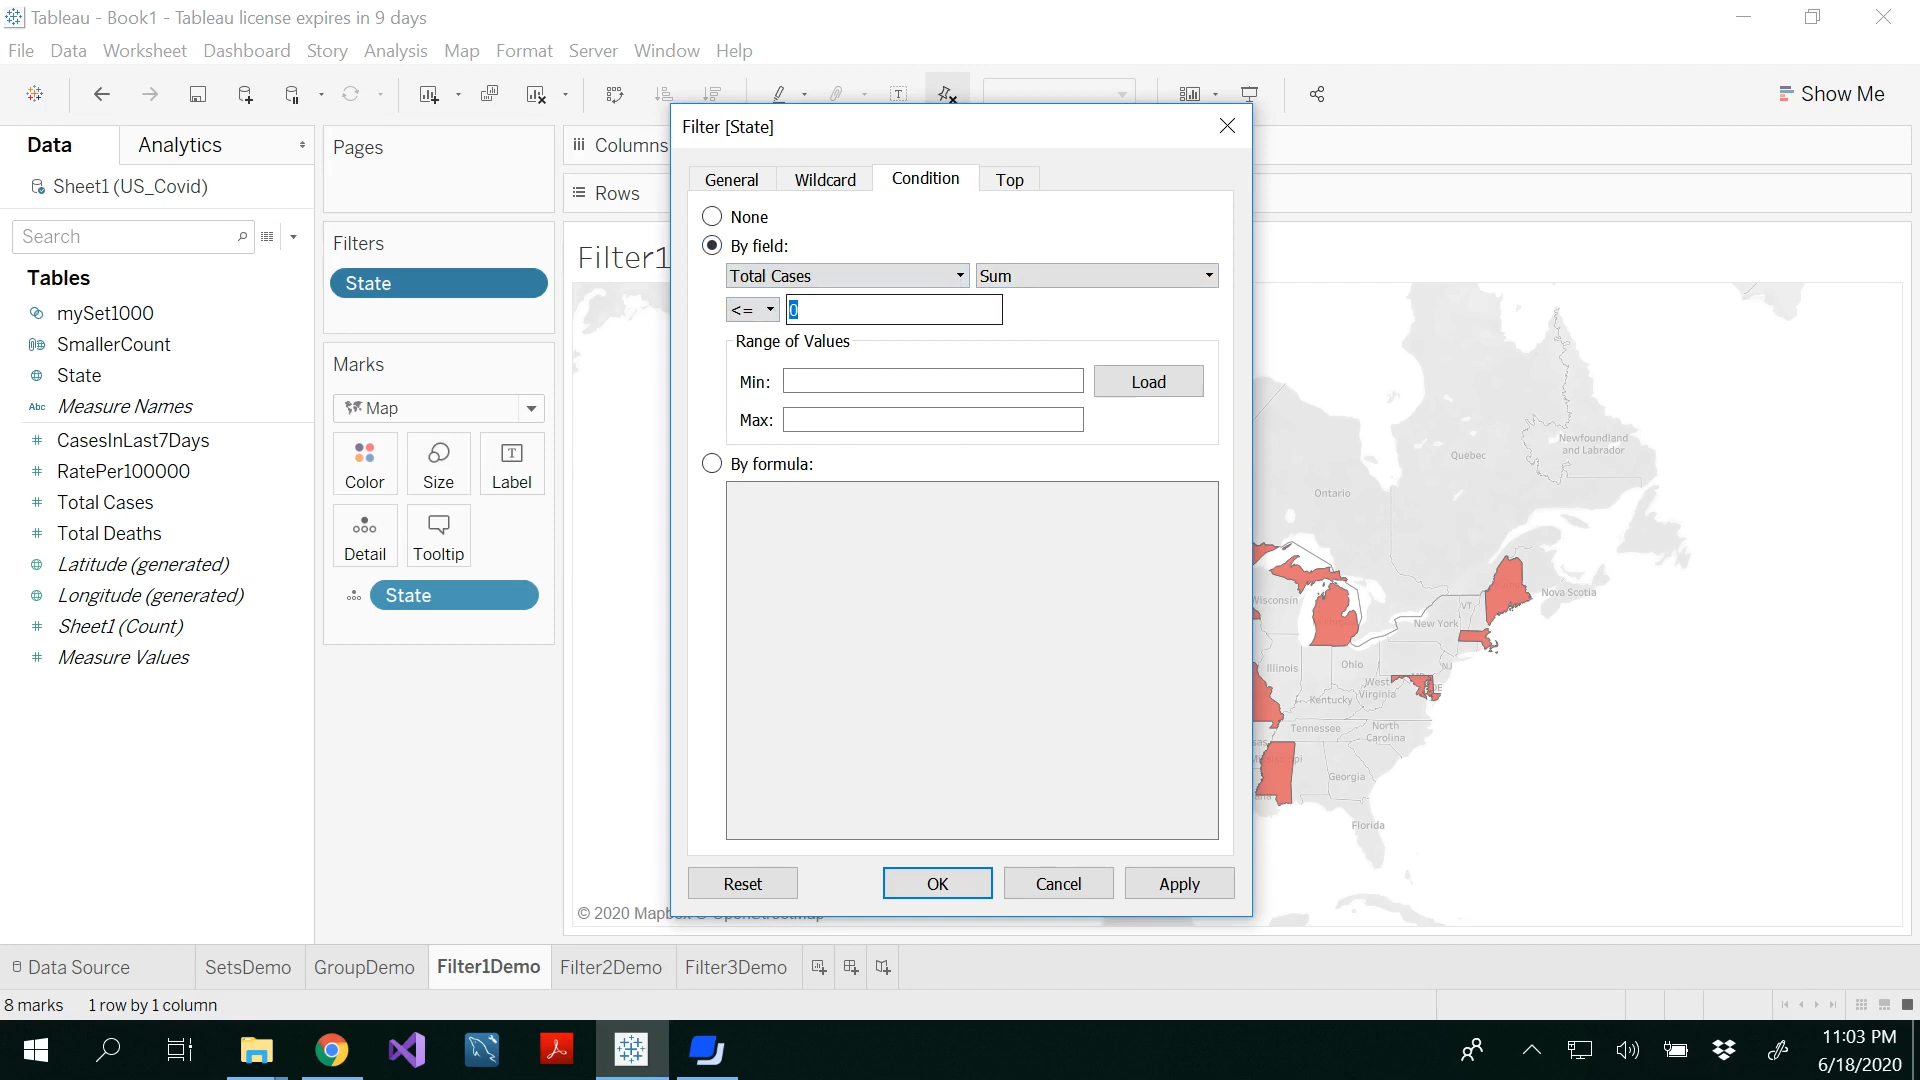 Tableau - Book1 - Tableau license expires in 9 days
File Data Worksheet Dashboard Story Analysis Map Format Server Window Help
Show Me
Data Analytics
Sheet1 (US_Covid)
Search
Tables
mySet1000
SmallerCount
State
Abc Measure Names
CasesInLast7Days
RatePer100000
Total Cases
Total Deaths
Latitude (generated)
Longitude (generated)
Sheet1 (Count)
Measure Values
Pages
Filters
State
Marks
Map
Color Size Label
Detail Tooltip
State
Columns
Rows
Filter1
Filter [State]
General Wildcard Condition Top
None
By field:
Total Cases Sum
<= 0
Range of Values
Min: Load
Max:
By formula:
Reset OK Cancel Apply
Newfoundland
and Labrador
Quebec
Ontario
Nova Scotia
Wisconsin
VT
New York
Illinois Ohio NJ
West
Virginia
DE
Kentucky Virginia
Tennessee North
Carolina
Georgia
Florida
© 2020 Mapbox © OpenStreetMap
Data Source SetsDemo GroupDemo Filter1Demo Filter2Demo Filter3Demo
8 marks 1 row by 1 column
11:03 PM
6/18/2020